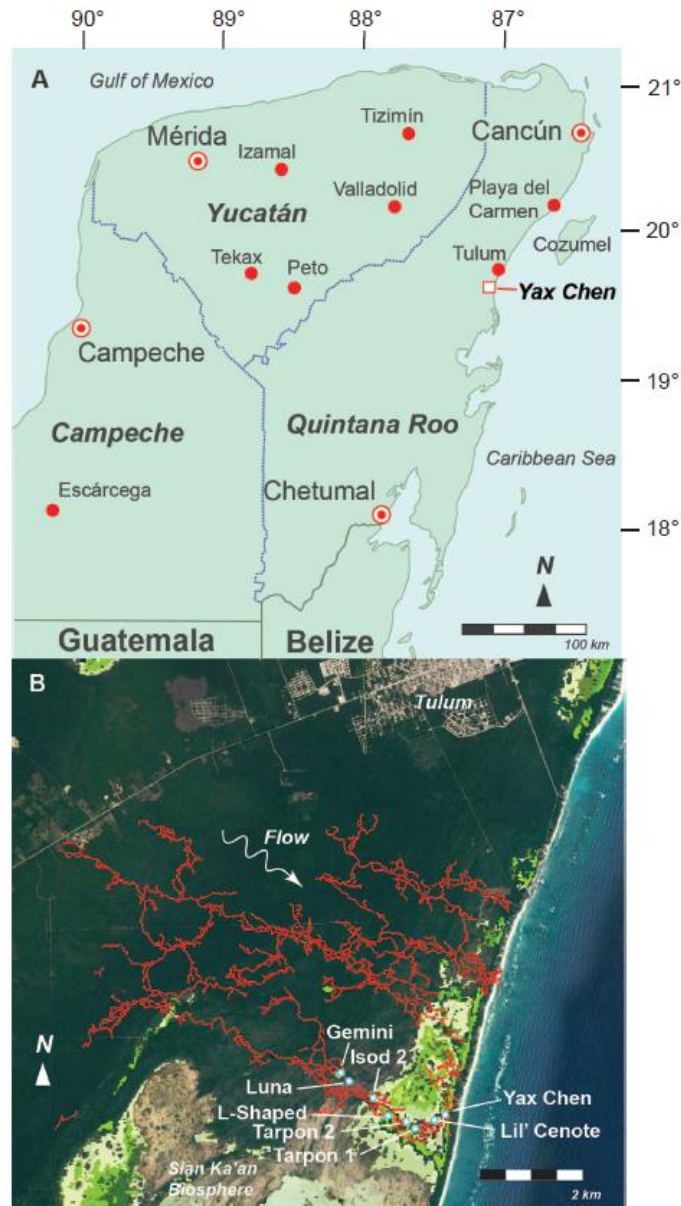 90° 89° 88° 87°
A
Gulf of Mexico
21°
Tizimín
Mérida
Cancún
Izamal
Valladolid
Playa del
Carmen
Yucatán
20°
Tekax
Peto
Tulum
Cozumel
Yax Chen
Campeche
19°
Campeche
Quintana Roo
Caribbean Sea
Escárcega
Chetumal
18°
N
Guatemala
Belize
100 km
B
Tulum
Flow
N
Gemini
Isod 2
Luna
Yax Chen
L-Shaped
Lil' Cenote
Tarpon 2
Tarpon 1
Sian Ka'an
Biosphere
2 km